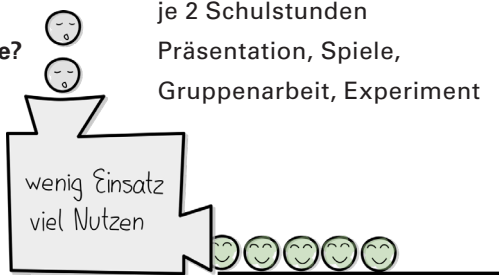 je 2 Schulstunden
e?
Präsentation, Spiele,
Gruppenarbeit, Experiment
wenig Einsatz
viel Nutzen